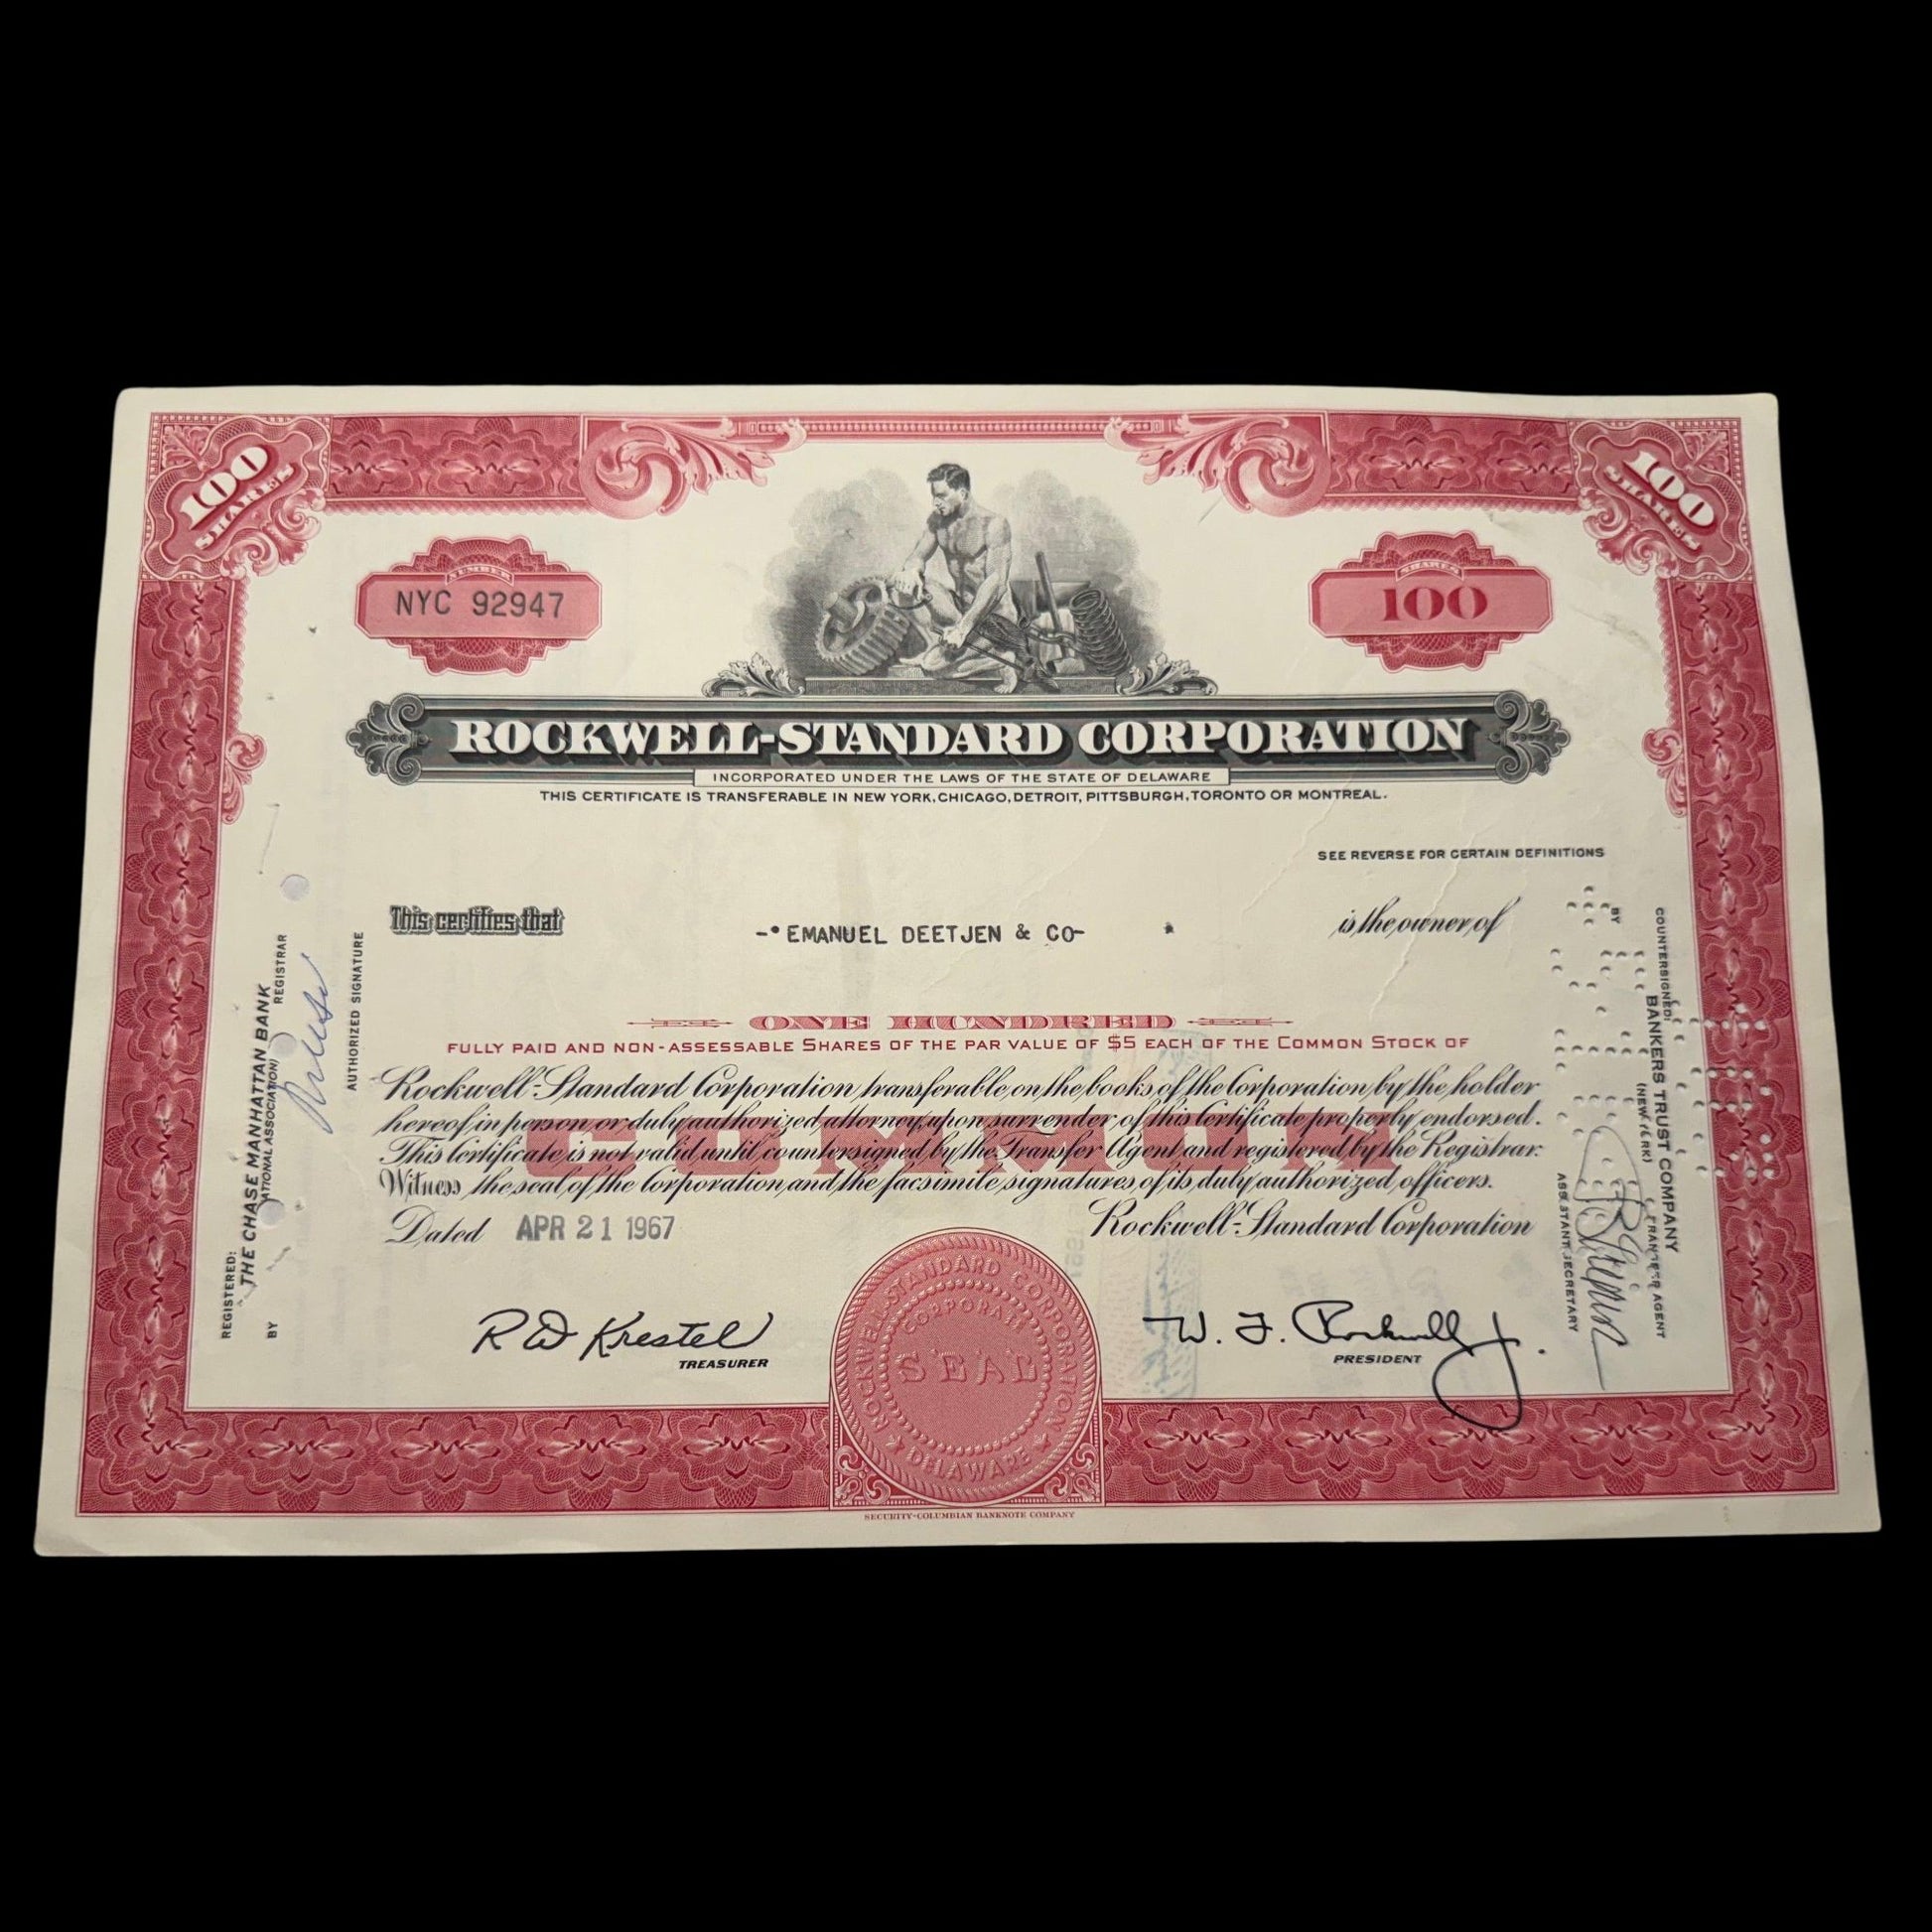 100
SHARES
100
SHARES
NUMBER
NYC 92947
SHARES
100
ROCKWELL-STANDARD CORPORATION
INCORPORATED UNDER THE LAWS OF THE STATE OF DELAWARE
THIS CERTIFICATE IS TRANSFERABLE IN NEW YORK, CHICAGO, DETROIT, PITTSBURGH, TORONTO OR MONTREAL.
SEE REVERSE FOR CERTAIN DEFINITIONS
This certifies that
-*EMANUEL DEETJEN & CO- *
is the owner of
ONE HUNDRED
FULLY PAID AND NON-ASSESSABLE SHARES OF THE PAR VALUE OF $5 EACH OF THE COMMON STOCK OF
Rockwell-Standard Corporation transferable on the books of the Corporation by the holder
hereof in person or duly authorized attorney upon surrender of this Certificate properly endorsed.
COMMON
This Certificate is not valid until countersigned by the Transfer Agent and registered by the Registrar.
Witness the seal of the Corporation and the facsimile signatures of its duly authorized officers.
Dated APR 21 1967
Rockwell-Standard Corporation
R D Krestel
TREASURER
W. F. Rockwell Jr.
PRESIDENT
ROCKWELL-STANDARD CORPORATION
CORPORATE
SEAL
DELAWARE
SECURITY-COLUMBIAN BANKNOTE COMPANY
REGISTERED:
THE CHASE MANHATTAN BANK
(NATIONAL ASSOCIATION)
REGISTRAR
BY
AUTHORIZED SIGNATURE
COUNTERSIGNED:
BANKERS TRUST COMPANY
(NEW YORK)
TRANSFER AGENT
BY
ASSISTANT SECRETARY